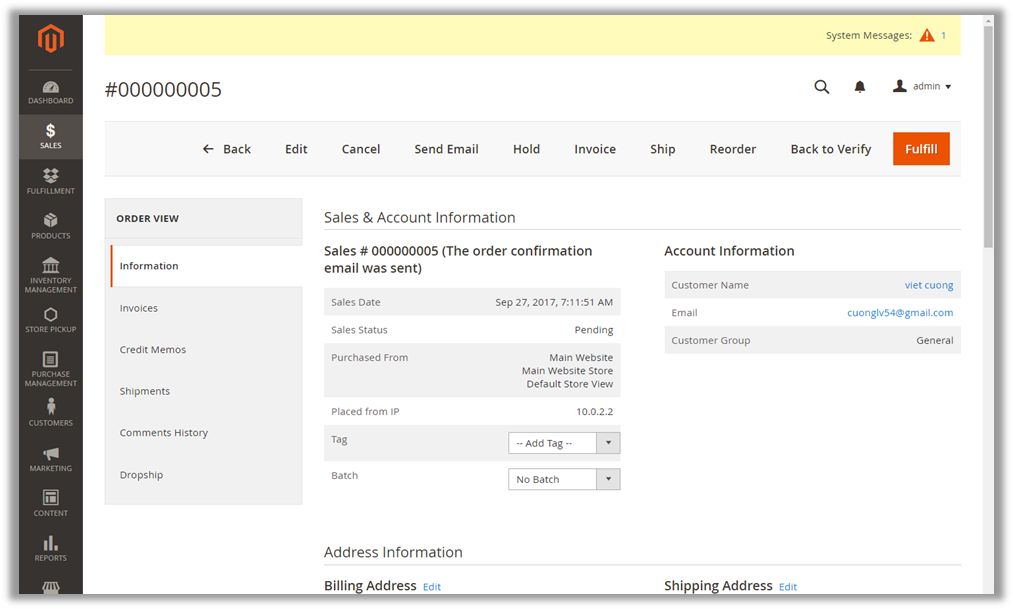 System Messages: 1
#000000005
admin
DASHBOARD
SALES
FULFILLMENT
PRODUCTS
INVENTORY
MANAGEMENT
STORE PICKUP
PURCHASE
MANAGEMENT
CUSTOMERS
MARKETING
CONTENT
REPORTS
Back Edit Cancel Send Email Hold Invoice Ship Reorder Back to Verify Fulfill
ORDER VIEW
Information
Invoices
Credit Memos
Shipments
Comments History
Dropship
Sales & Account Information
Sales # 000000005 (The order confirmation
email was sent)
Sales Date Sep 27, 2017, 7:11:51 AM
Sales Status Pending
Purchased From Main Website
Main Website Store
Default Store View
Placed from IP 10.0.2.2
Tag -- Add Tag --
Batch No Batch
Account Information
Customer Name viet cuong
Email cuonglv54@gmail.com
Customer Group General
Address Information
Billing Address Edit
Shipping Address Edit